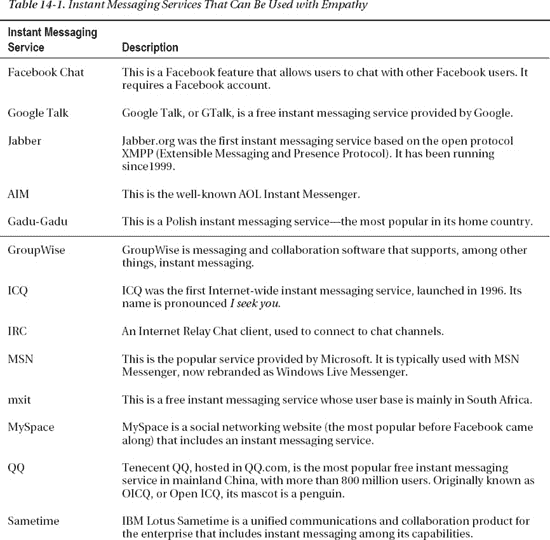 Table 14-1. Instant Messaging Services That Can Be Used with Empathy
Instant Messaging
Service
Description
Facebook Chat
This is a Facebook feature that allows users to chat with other Facebook users. It
requires a Facebook account.
Google Talk
Google Talk, or GTalk, is a free instant messaging service provided by Google.
Jabber
Jabber.org was the first instant messaging service based on the open protocol
XMPP (Extensible Messaging and Presence Protocol). It has been running
since1999.
AIM
This is the well-known AOL Instant Messenger.
Gadu-Gadu
This is a Polish instant messaging service—the most popular in its home country.
GroupWise
GroupWise is messaging and collaboration software that supports, among other
things, instant messaging.
ICQ
ICQ was the first Internet-wide instant messaging service, launched in 1996. Its
name is pronounced I seek you.
IRC
An Internet Relay Chat client, used to connect to chat channels.
MSN
This is the popular service provided by Microsoft. It is typically used with MSN
Messenger, now rebranded as Windows Live Messenger.
mxit
This is a free instant messaging service whose user base is mainly in South Africa.
MySpace
MySpace is a social networking website (the most popular before Facebook came
along) that includes an instant messaging service.
QQ
Tenecent QQ, hosted in QQ.com, is the most popular free instant messaging
service in mainland China, with more than 800 million users. Originally known as
OICQ, or Open ICQ, its mascot is a penguin.
Sametime
IBM Lotus Sametime is a unified communications and collaboration product for
the enterprise that includes instant messaging among its capabilities.